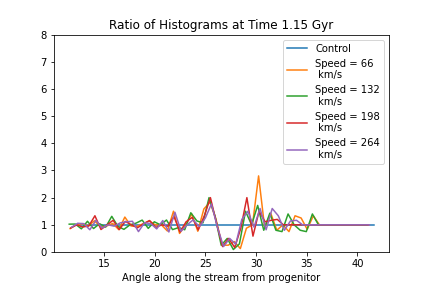 Ratio of Histograms at Time 1.15 Gyr
8
7
6
5
4
3
2
1
0
Control
Speed = 66
km/s
Speed = 132
km/s
Speed = 198
km/s
Speed = 264
km/s
15 20 25 30 35 40
Angle along the stream from progenitor